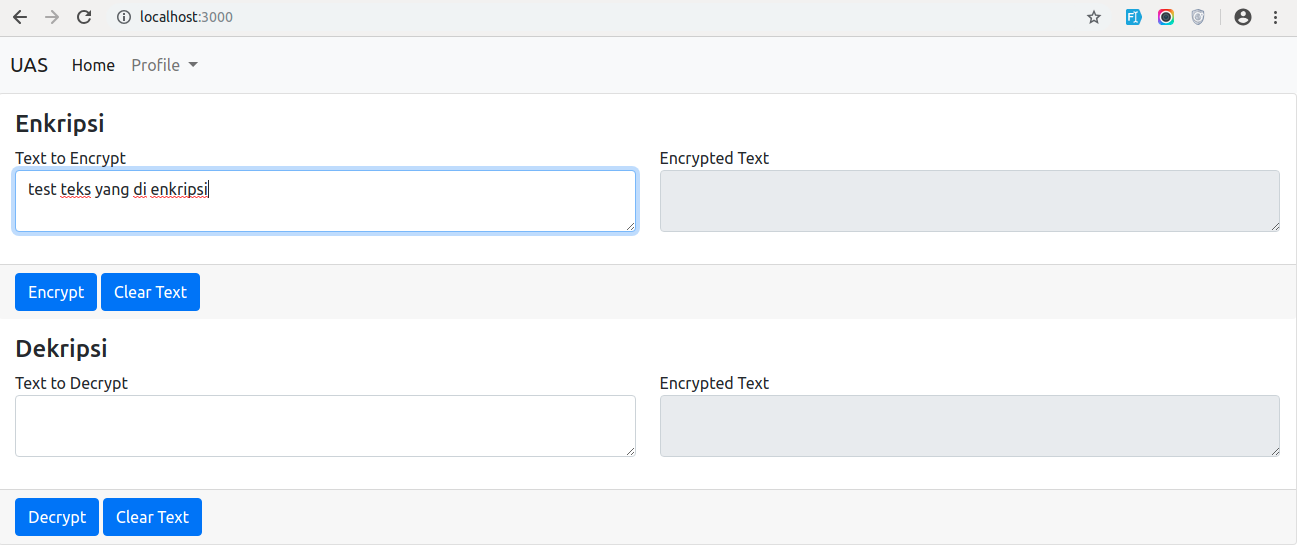 localhost:3000
UAS Home Profile
Enkripsi
Text to Encrypt Encrypted Text
test teks yang di enkripsi
Encrypt Clear Text
Dekripsi
Text to Decrypt Encrypted Text
Decrypt Clear Text